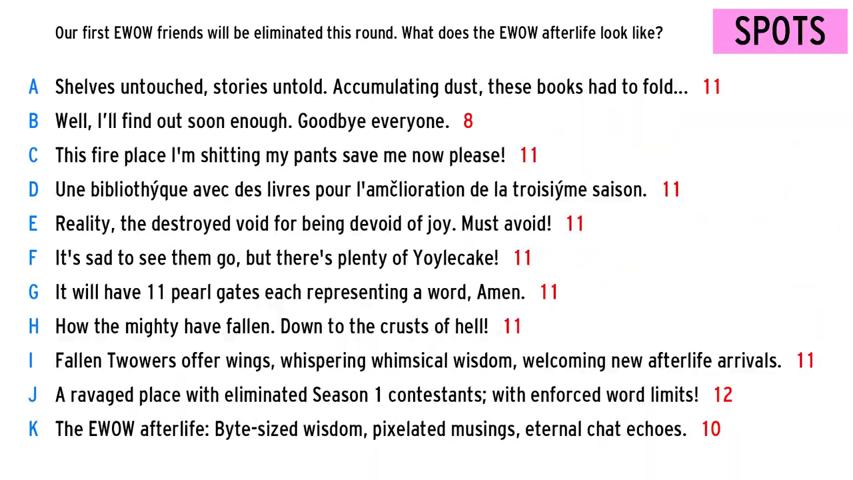 Our first EWOW friends will be eliminated this round. What does the EWOW afterlife look like?
SPOTS
A Shelves untouched, stories untold. Accumulating dust, these books had to fold... 11
B Well, I'll find out soon enough. Goodbye everyone. 8
C This fire place I'm shitting my pants save me now please! 11
D Une bibliothýque avec des livres pour l'amčlioration de la troisiýme saison. 11
E Reality, the destroyed void for being devoid of joy. Must avoid! 11
F It's sad to see them go, but there's plenty of Yoylecake! 11
G It will have 11 pearl gates each representing a word, Amen. 11
H How the mighty have fallen. Down to the crusts of hell! 11
I Fallen Twowers offer wings, whispering whimsical wisdom, welcoming new afterlife arrivals. 11
J A ravaged place with eliminated Season 1 contestants; with enforced word limits! 12
K The EWOW afterlife: Byte-sized wisdom, pixelated musings, eternal chat echoes. 10